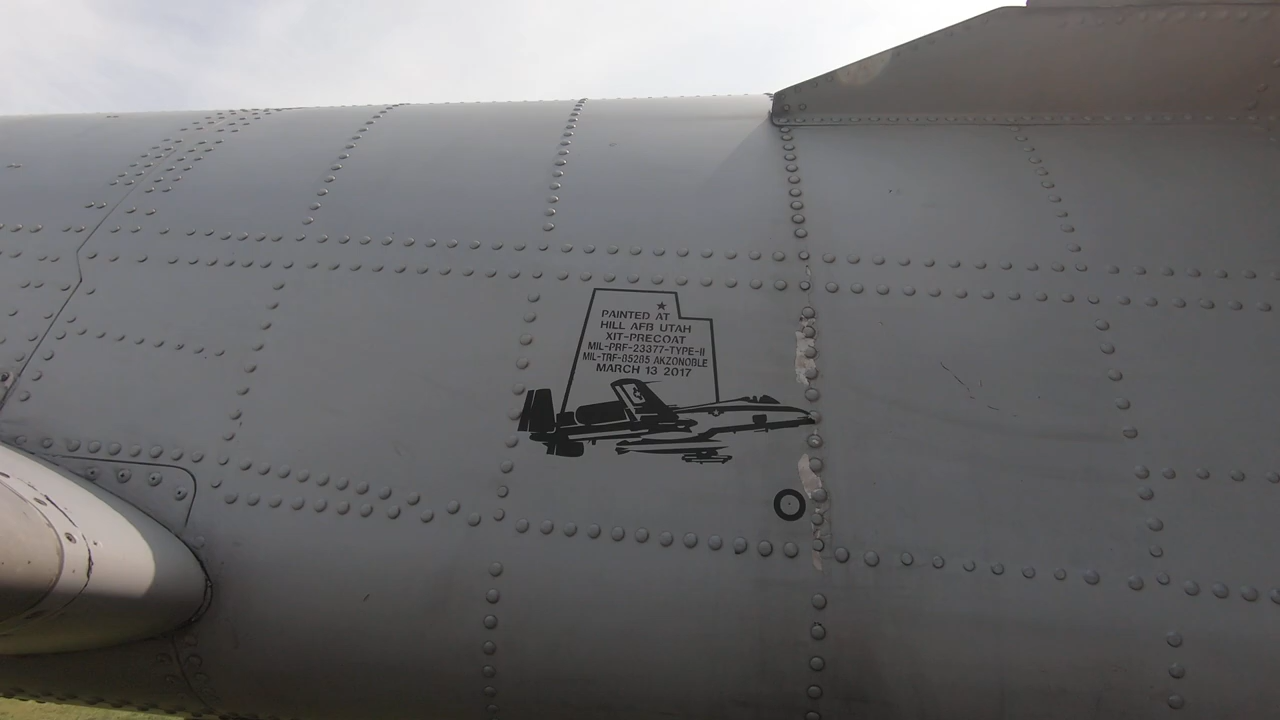 PAINTED AT
HILL AFB UTAH
XIT-PRECOAT
MIL-PRF-23377-TYPE-II
MIL-TRF-85285 AKZONOBLE
MARCH 13 2017